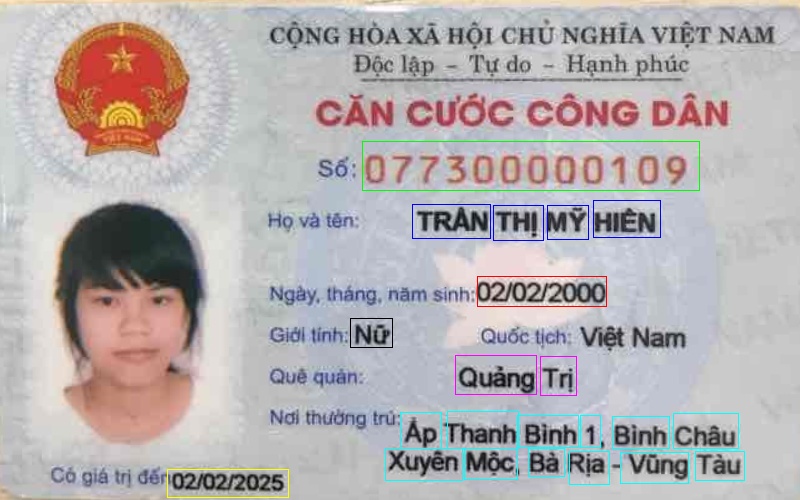 CỘNG HÒA XÃ HỘI CHỦ NGHĨA VIỆT NAM
Độc lập - Tự do - Hạnh phúc
CĂN CƯỚC CÔNG DÂN
Số: 077300000109
Họ và tên: TRẦN THỊ MỸ HIỀN
Ngày, tháng, năm sinh: 02/02/2000
Giới tính: Nữ Quốc tịch: Việt Nam
Quê quán: Quảng Trị
Nơi thường trú: Ấp Thanh Bình 1, Bình Châu
Xuyên Mộc, Bà Rịa - Vũng Tàu
Có giá trị đến 02/02/2025